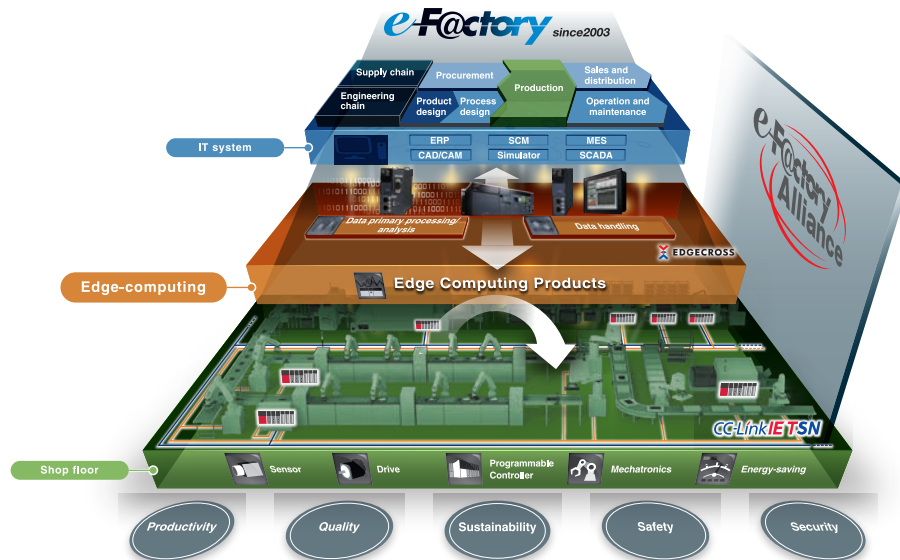 e-F@ctory since2003
Supply chain
Procurement
Production
Sales and
distribution
Engineering
chain
Product
design
Process
design
Operation and
maintenance
IT system
ERP
SCM
MES
CAD/CAM
Simulator
SCADA
e-F@ctory
Alliance
Data primary processing/
analysis
Data handling
EDGECROSS
Edge-computing
Edge Computing Products
CC-Link IE TSN
Shop floor
Sensor
Drive
Programmable
Controller
Mechatronics
Energy-saving
Productivity
Quality
Sustainability
Safety
Security